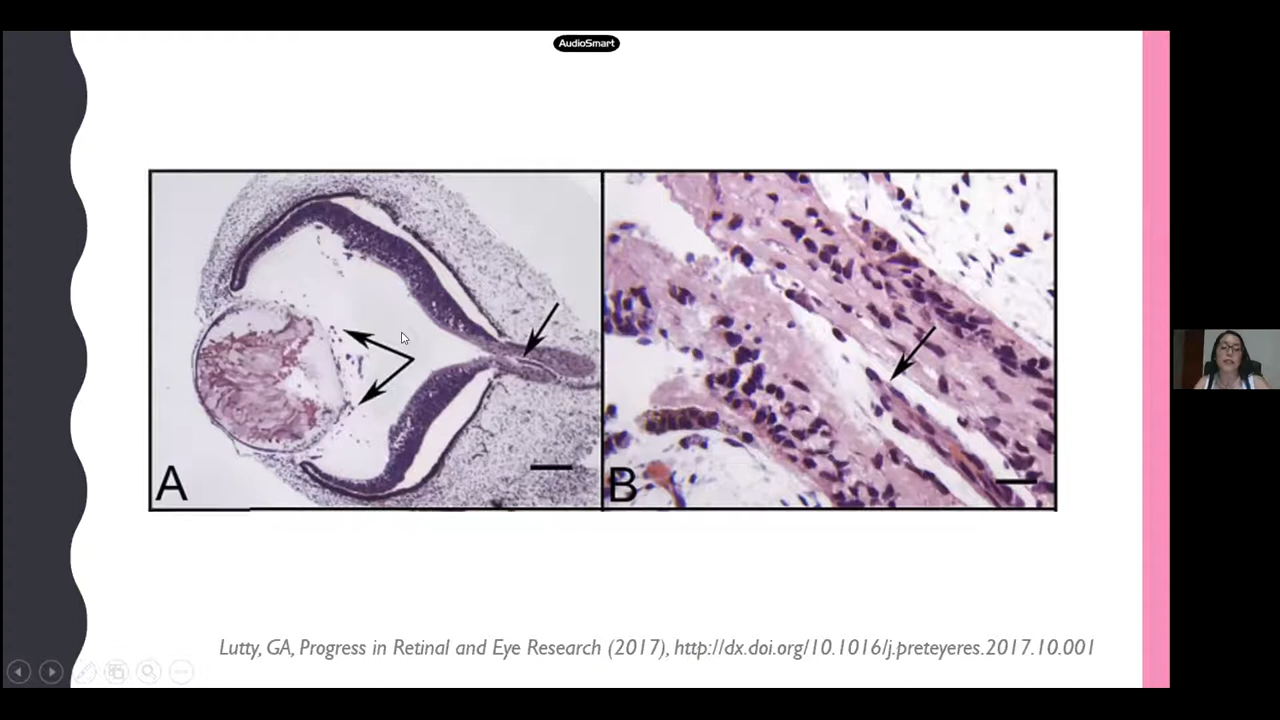 AudioSmart
A
B
Lutty, GA, Progress in Retinal and Eye Research (2017), http://dx.doi.org/10.1016/j.preteyeres.2017.10.001